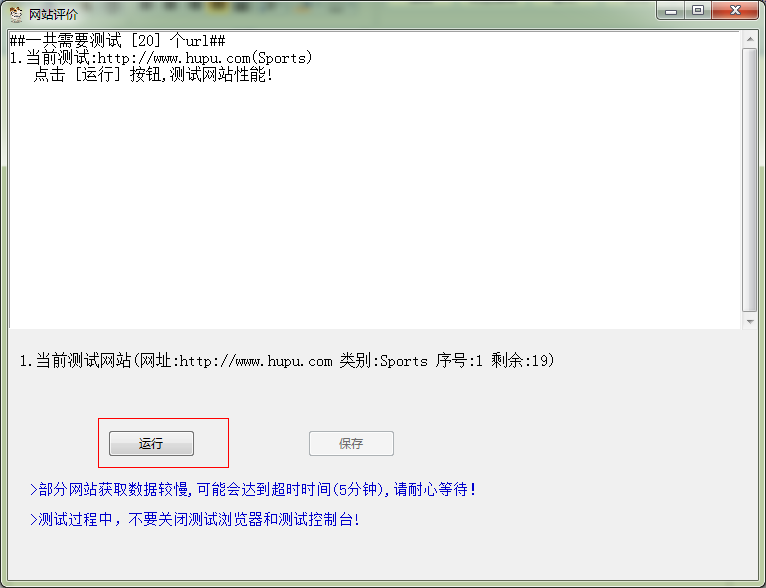 网站评价
##一共需要测试 [20] 个url##
1.当前测试:http://www.hupu.com(Sports)
点击 [运行] 按钮,测试网站性能!
1.当前测试网站(网址:http://www.hupu.com 类别:Sports 序号:1 剩余:19)
运行 保存
>部分网站获取数据较慢,可能会达到超时时间(5分钟),请耐心等待!
>测试过程中，不要关闭测试浏览器和测试控制台!